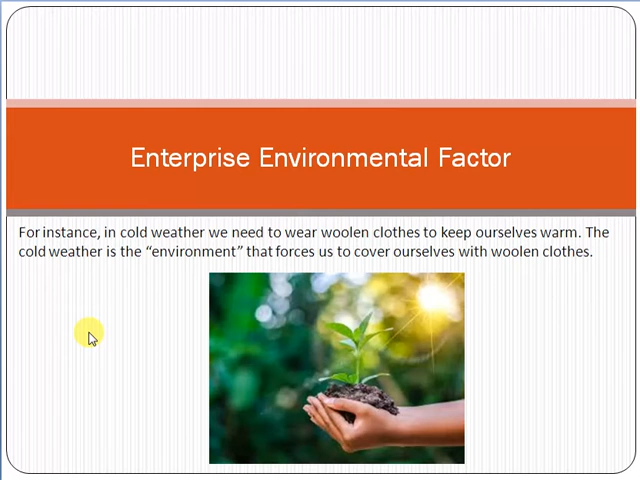 Enterprise Environmental Factor
For instance, in cold weather we need to wear woolen clothes to keep ourselves warm. The
cold weather is the “environment” that forces us to cover ourselves with woolen clothes.